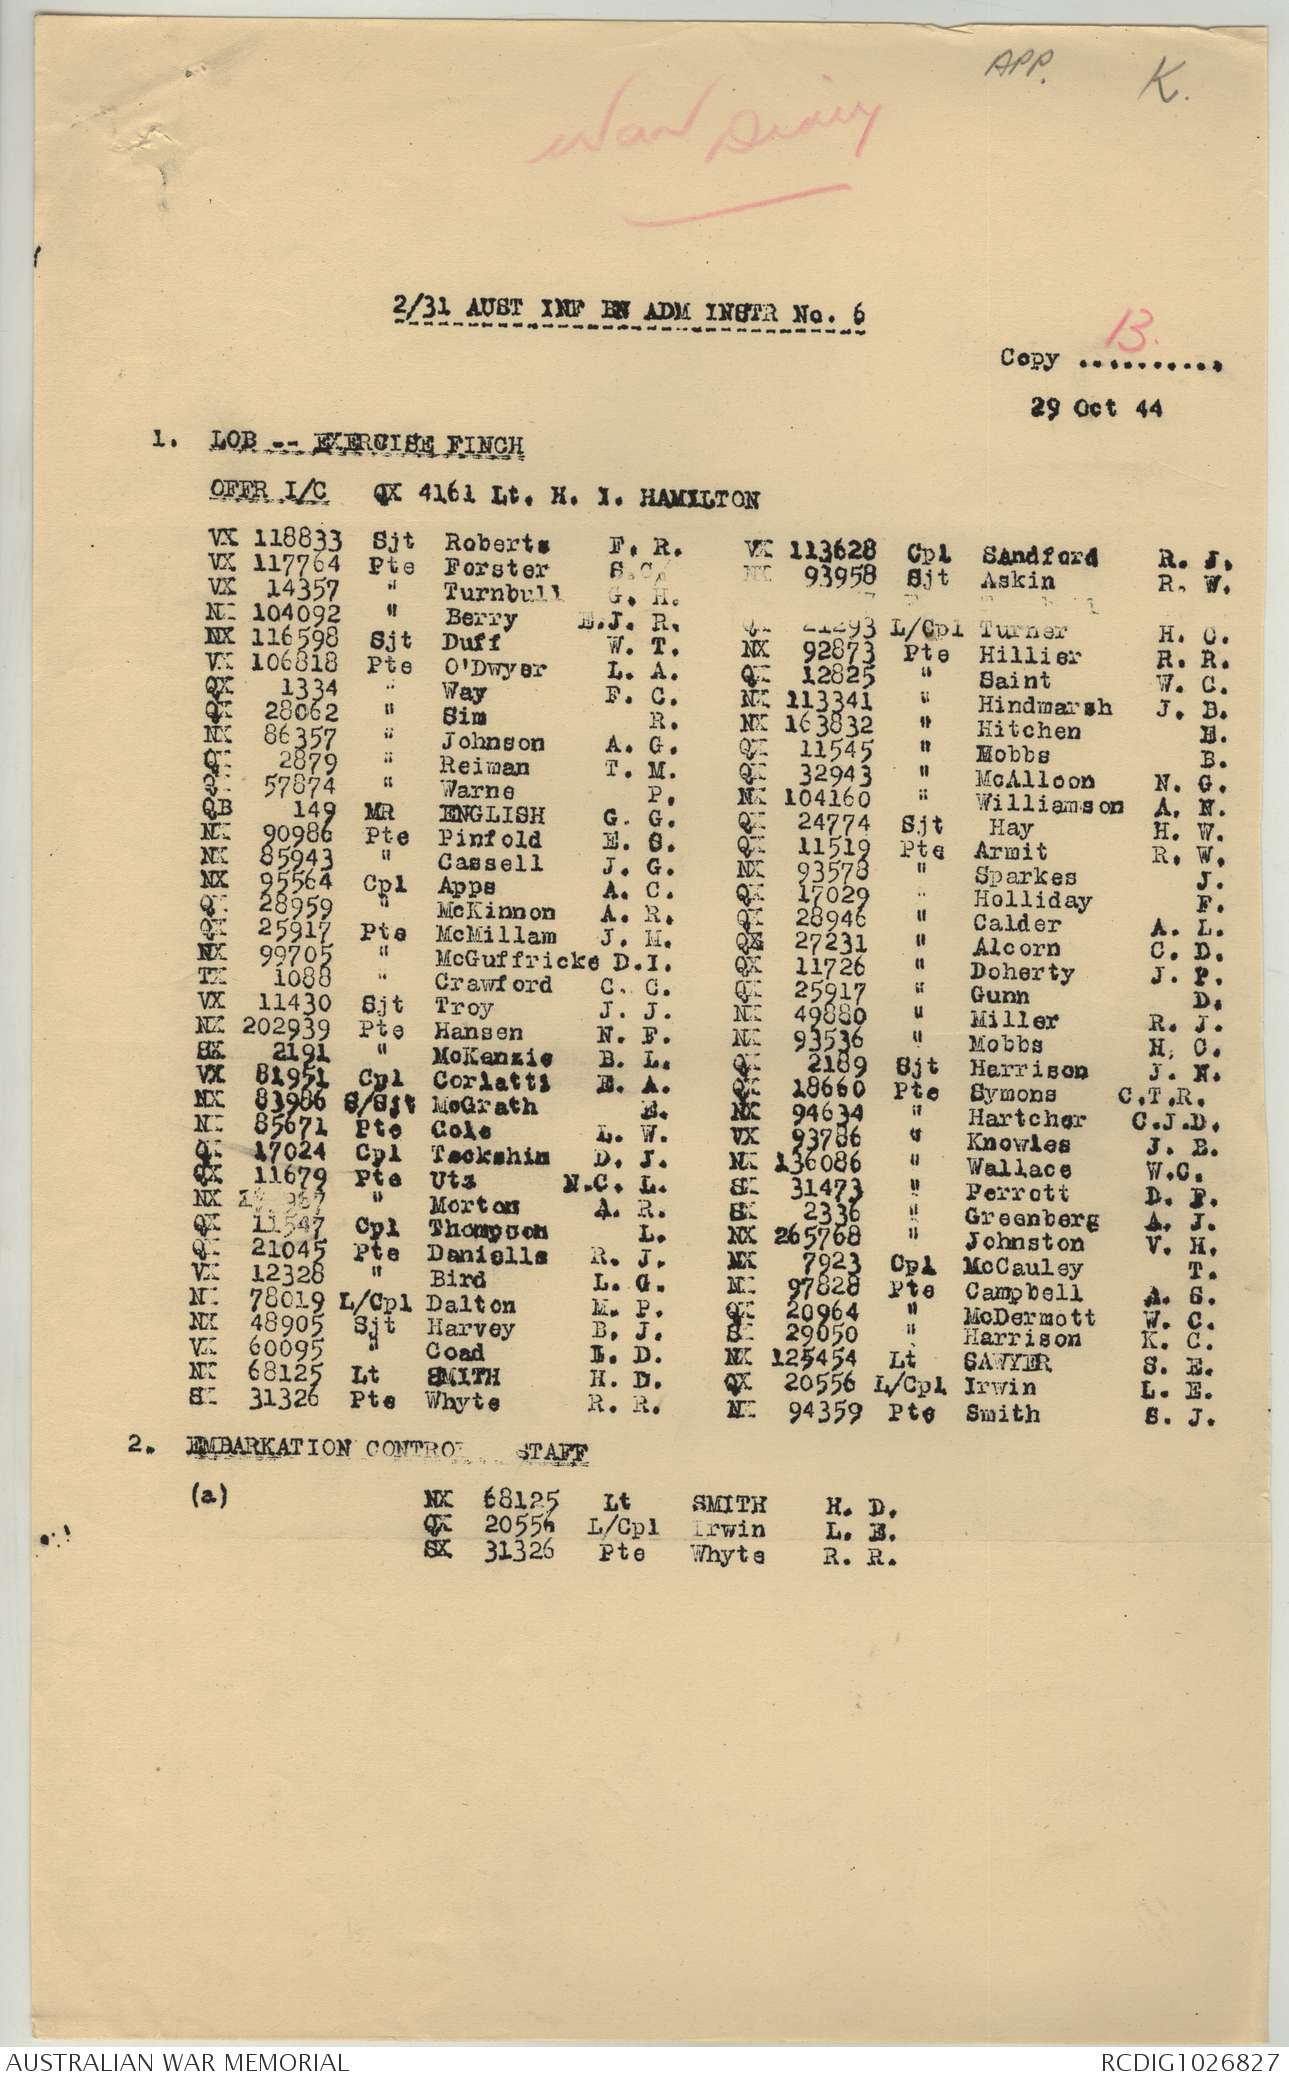 APP. K.
War Diary
2/31 AUST INF BN ADM INSTR No. 6
Copy .......... 13.
29 Oct 44
1. LOB -- EXERCISE FINCH
OFFR I/C QX 4161 Lt. H. I. HAMILTON
VX 118833 Sjt Roberts F. R. VX 113628 Cpl Sandford R. J.
VX 117764 Pte Forster S.C. NX 93958 Sjt Askin R. W.
VX 14357 " Turnbull G. H.
NX 104092 " Berry E.J. R. QX 21293 L/Cpl Turner H. C.
NX 116598 Sjt Duff W. T. NX 92873 Pte Hillier R. R.
VX 106818 Pte O'Dwyer L. A. QX 12825 " Saint W. C.
QX 1334 " Way F. C. NX 113341 " Hindmarsh J. B.
QX 28062 " Sim R. NX 163832 " Hitchen E.
NX 86357 " Johnson A. G. QX 11545 " Mobbs B.
QX 2879 " Reiman T. M. QX 32943 " McAlloon N. G.
QX 57874 " Warne P. NX 104160 " Williamson A. N.
QB 149 MR ENGLISH G. G. QX 24774 Sjt Hay H. W.
NX 90986 Pte Pinfold E. S. QX 11519 Pte Armit R. W.
NX 85943 " Cassell J. G. NX 93578 " Sparkes J.
NX 95564 Cpl Apps A. C. QX 17029 " Holliday F.
QX 28959 " McKinnon A. R. QX 28946 " Calder A. L.
QX 25917 Pte McMillam J. M. QX 27231 " Alcorn C. D.
NX 99705 " McGuffricke D.I. QX 11726 " Doherty J. P.
TX 1088 " Crawford C. C. QX 25917 " Gunn D.
VX 11430 Sjt Troy J. J. NX 49880 " Miller R. J.
NX 202939 Pte Hansen N. F. NX 93536 " Mobbs H. C.
SX 2191 " McKenzie B. L. QX 2189 Sjt Harrison J. N.
VX 81951 Cpl Corlatti E. A. QX 18660 Pte Symons C.T.R.
NX 83986 S/Sjt McGrath E. NX 94634 " Hartcher C.J.D.
NX 85671 Pte Cole L. W. VX 93786 " Knowles J. E.
QX 17024 Cpl Teckshim D. J. NX 136086 " Wallace W.C.
QX 11679 Pte Utz N.C. L. SX 31473 " Perrott D. F.
NX " Morton A. R. SX 2336 " Greenberg A. J.
QX 11547 Cpl Thompson L. NX 265768 " Johnston V. H.
QX 21045 Pte Daniells R. J. NX 7923 Cpl McCauley T.
VX 12328 " Bird L. G. NX 97828 Pte Campbell A. S.
NX 78019 L/Cpl Dalton M. P. QX 20964 " McDermott W. C.
NX 48905 Sjt Harvey B. J. SX 29050 " Harrison K. C.
VX 60095 " Coad L. D. NX 125454 Lt SAWYER S. E.
NX 68125 Lt SMITH H. D. QX 20556 L/Cpl Irwin L. E.
SX 31326 Pte Whyte R. R. NX 94359 Pte Smith S. J.
2. EMBARKATION CONTROL STAFF
(a) NX 68125 Lt SMITH H. D.
QX 20556 L/Cpl Irwin L. E.
SX 31326 Pte Whyte R. R.
AUSTRALIAN WAR MEMORIAL RCDIG1026827